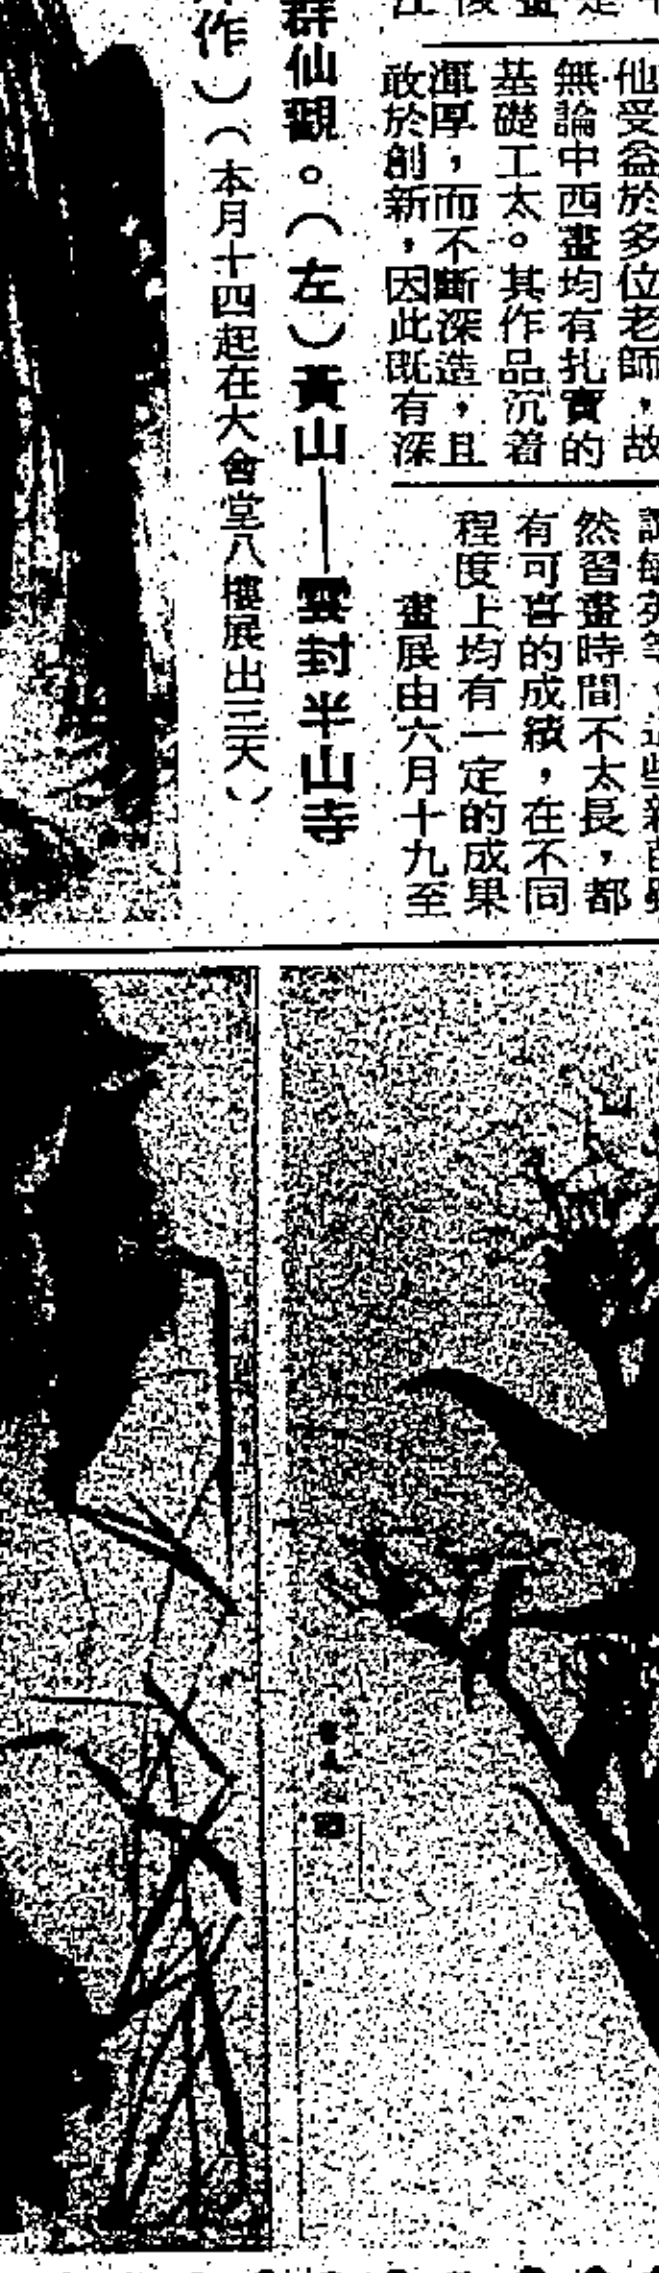 他受益於多位老師，故
無論中西畫均有扎實的
基礎工太。其作品沉着
渾厚，而不斷深造，且
敢於創新，因此既有深
然習畫時間不太長，都
有可喜的成績，在不同
程度上均有一定的成果
畫展由六月十九至
群仙觀。（左）黃山——雲封半山寺
作）（本月十四起在大會堂八樓展出三天）